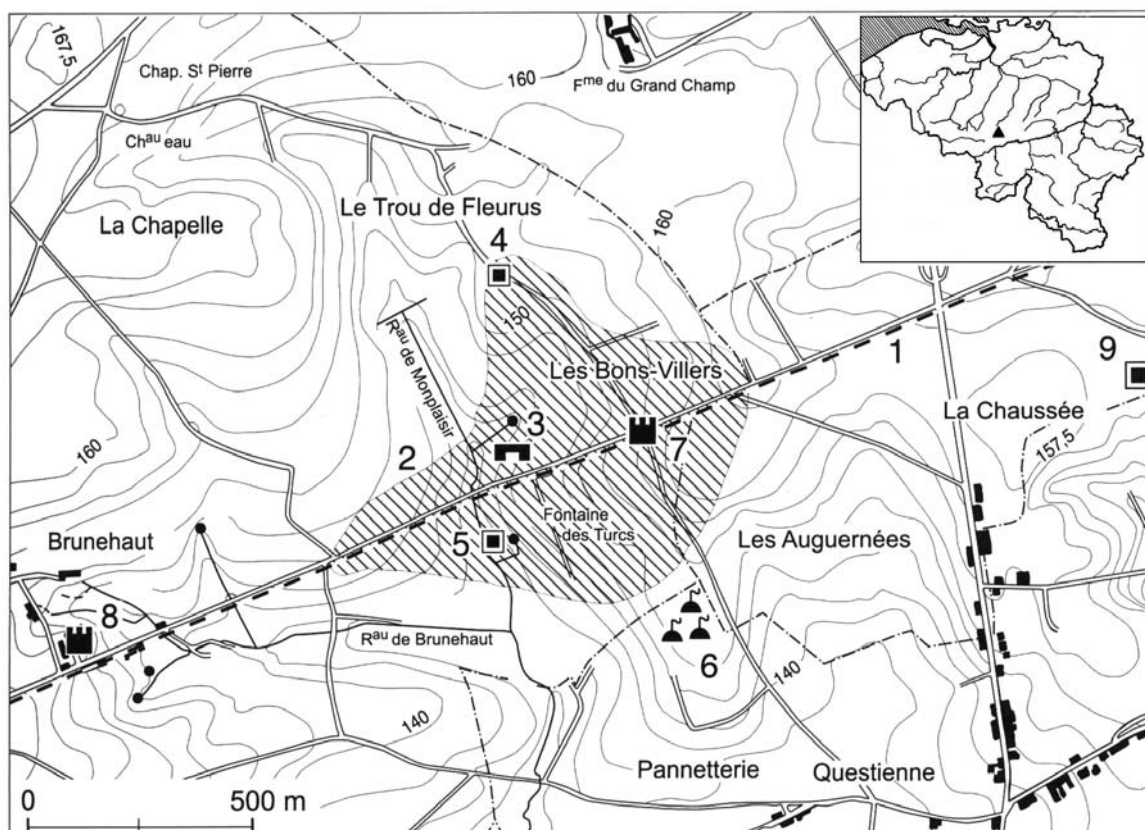 167,5
Chap. St Pierre
160
Fme du Grand Champ
Chau eau
La Chapelle
Le Trou de Fleurus
160
4
150
Rau de Monplaisir
Les Bons-Villers
1
9
La Chaussée
3
2
7
157,5
160
5
Fontaine
des Turcs
Brunehaut
Les Auguernées
8
Rau de Brunehaut
6
140
140
Pannetterie
Questienne
0
500 m